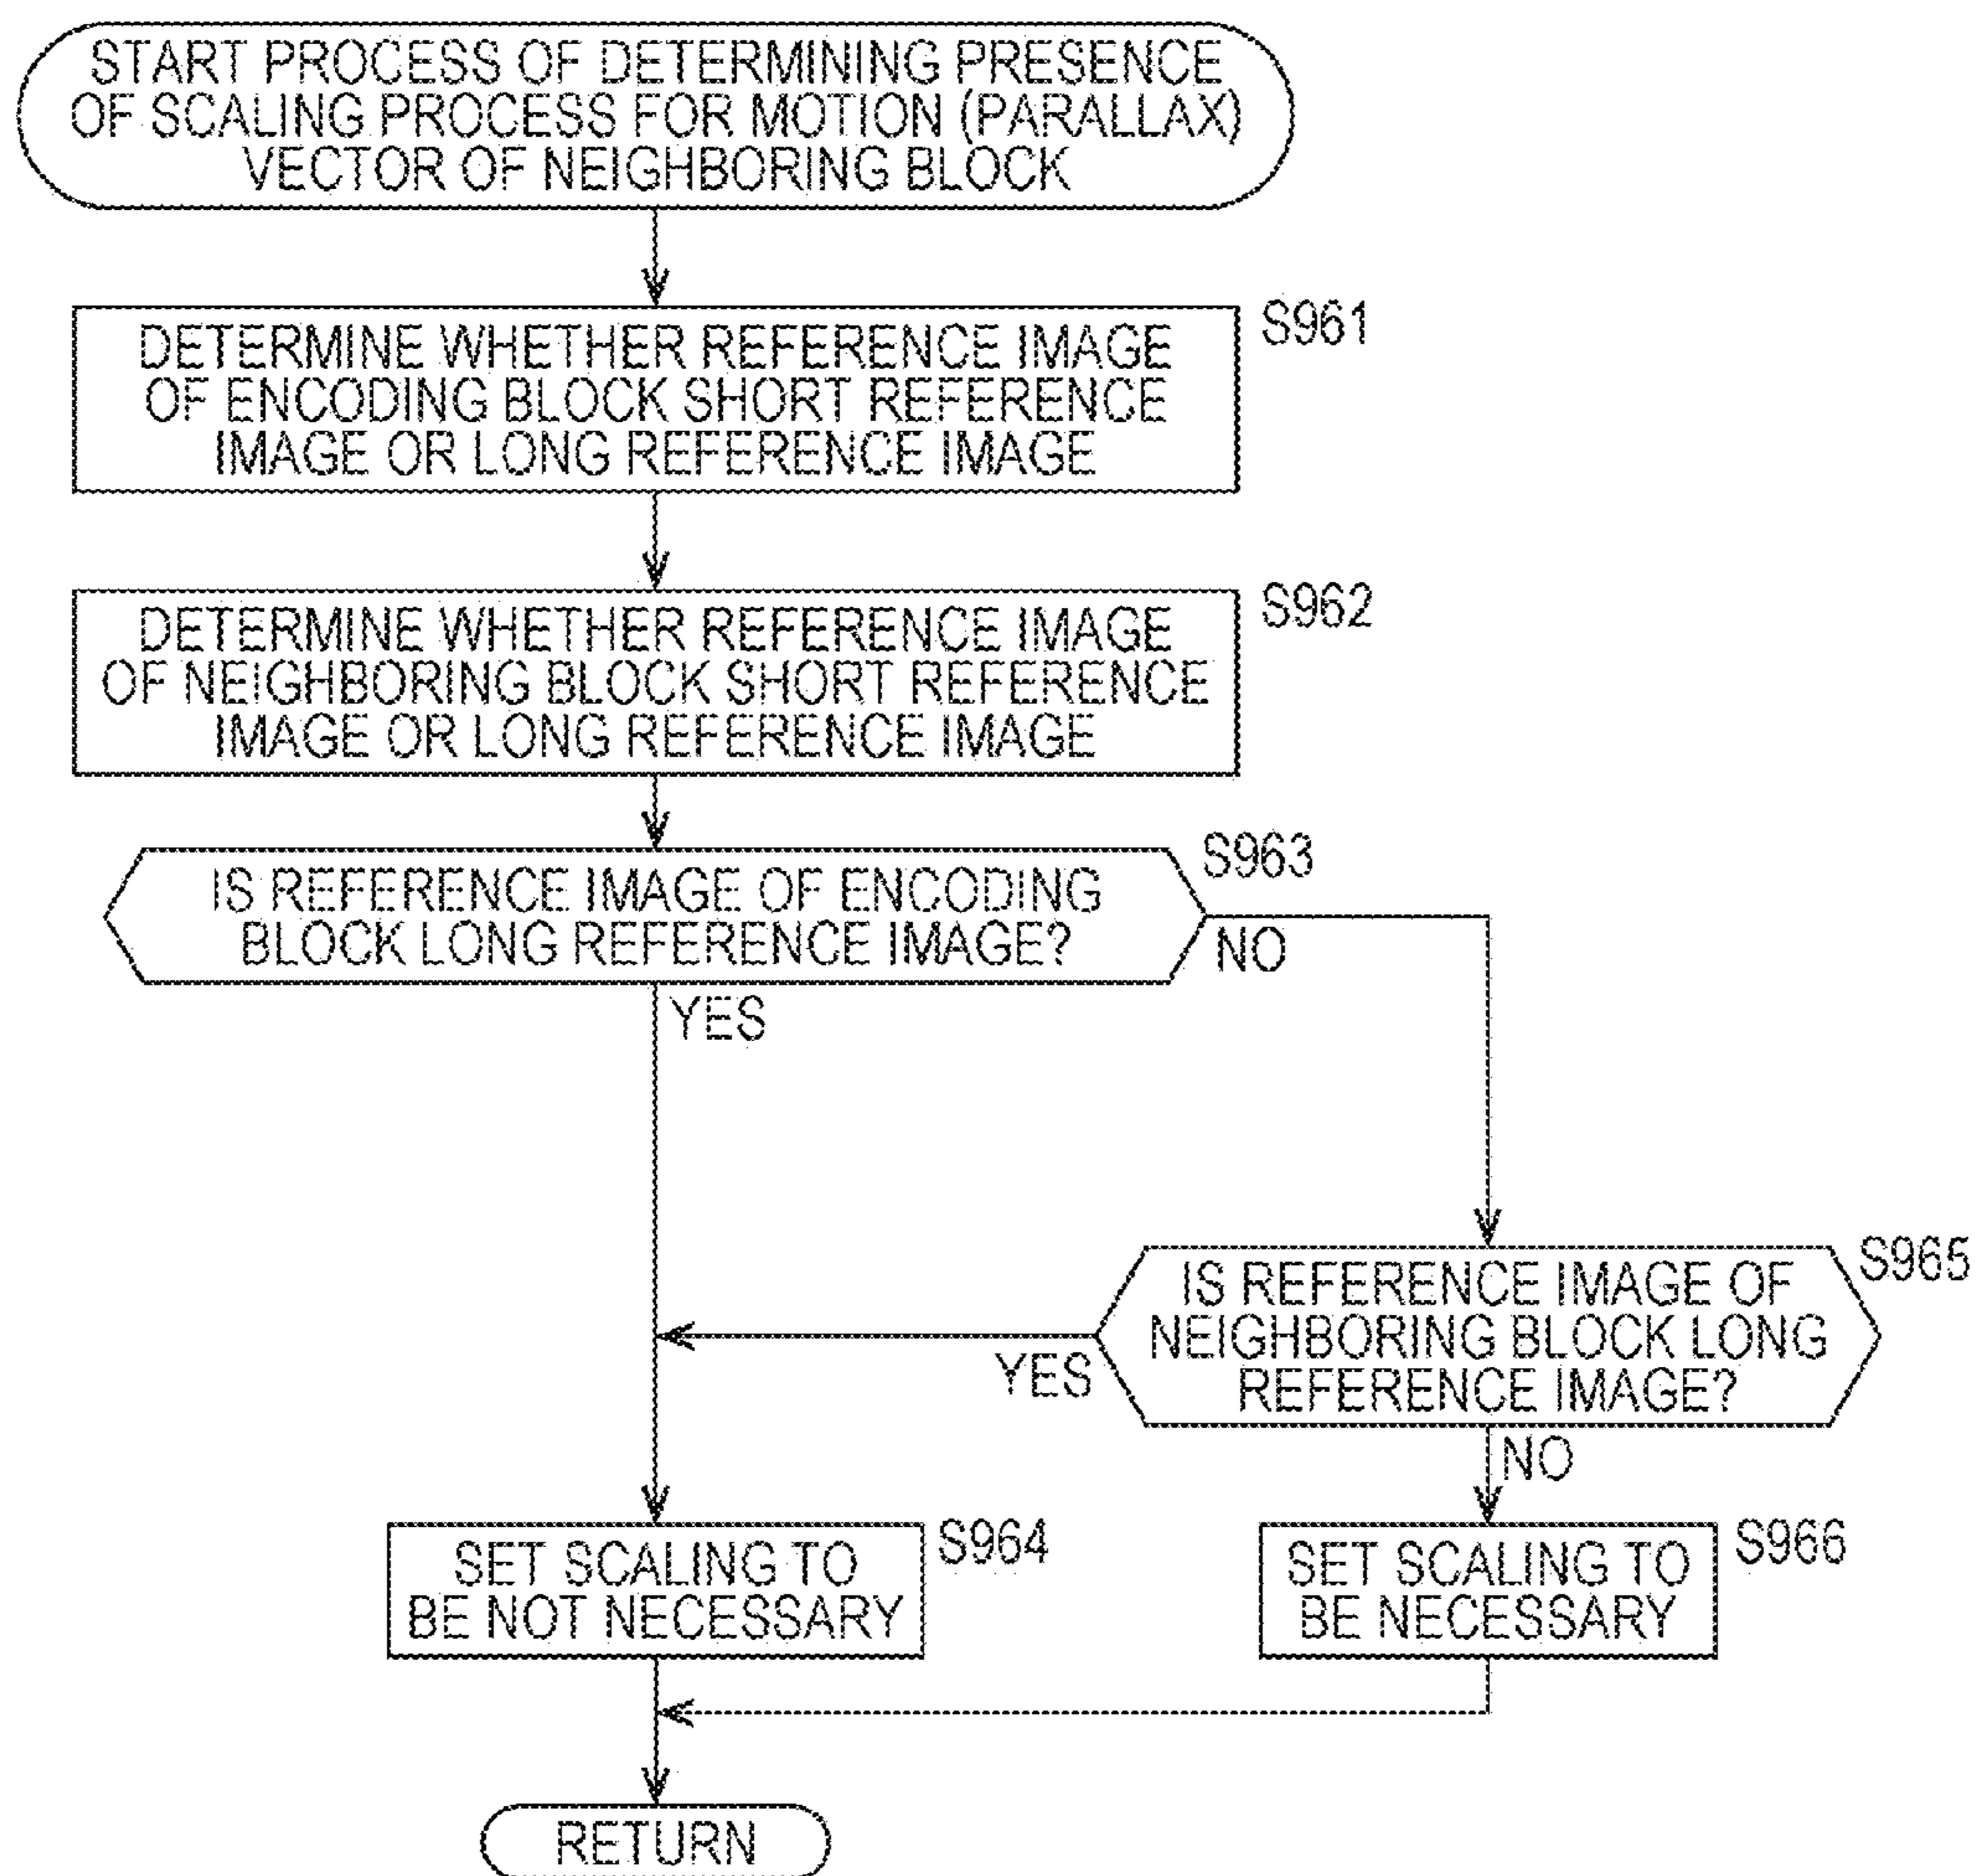 START PROCESS OF DETERMINING PRESENCE
OF SCALING PROCESS FOR MOTION (PARALLAX)
VECTOR OF NEIGHBORING BLOCK
S961
DETERMINE WHETHER REFERENCE IMAGE
OF ENCODING BLOCK SHORT REFERENCE
IMAGE OR LONG REFERENCE IMAGE
S962
DETERMINE WHETHER REFERENCE IMAGE
OF NEIGHBORING BLOCK SHORT REFERENCE
IMAGE OR LONG REFERENCE IMAGE
S963
IS REFERENCE IMAGE OF ENCODING
BLOCK LONG REFERENCE IMAGE?
NO
YES
S965
IS REFERENCE IMAGE OF
NEIGHBORING BLOCK LONG
REFERENCE IMAGE?
YES
NO
S964
SET SCALING TO
BE NOT NECESSARY
S966
SET SCALING TO
BE NECESSARY
RETURN